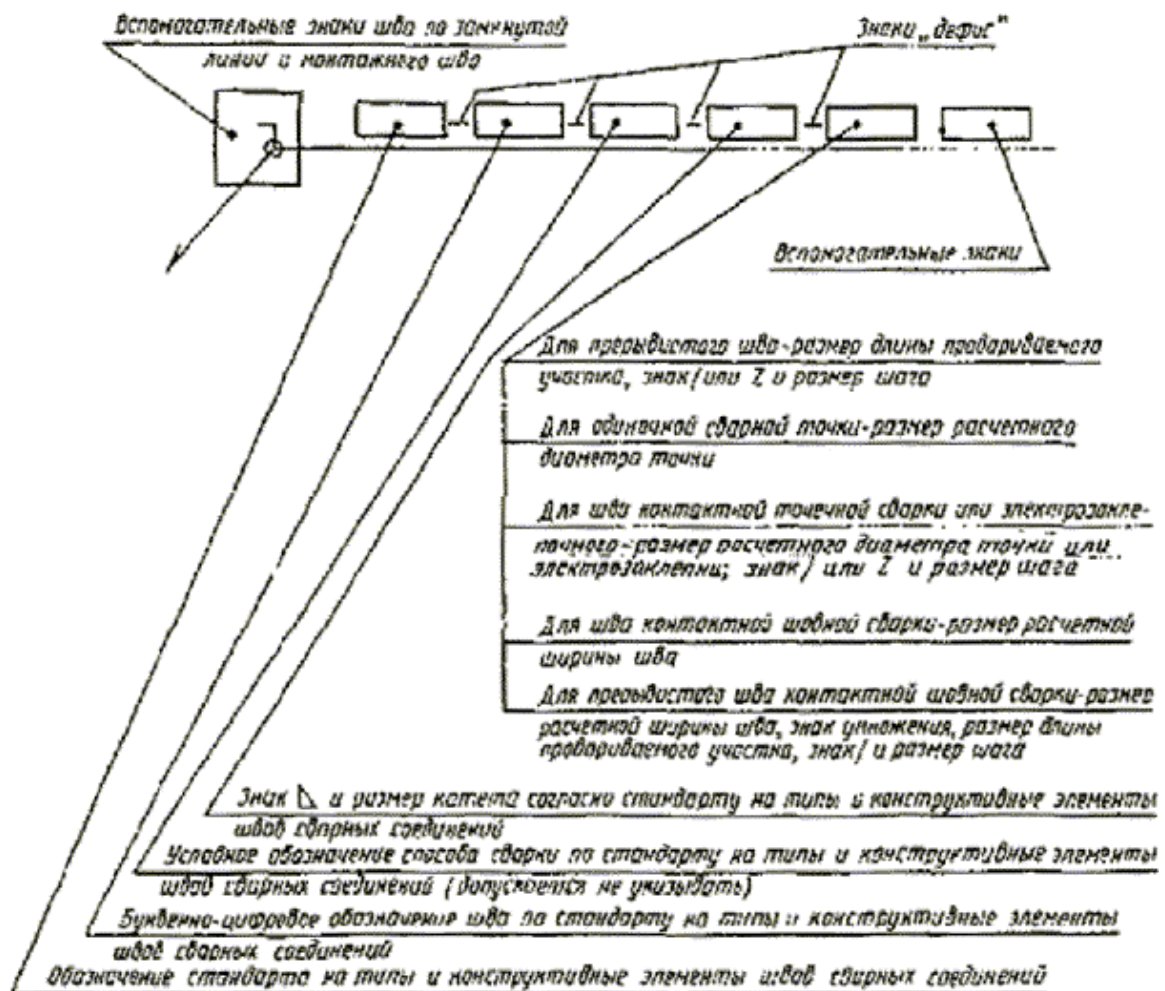 Вспомогательные знаки шва по замкнутой
линии и монтажного шва
Знаки „дефис"
Вспомогательные знаки
Для прерывистого шва-размер длины провариваемого
участка, знак / или Z и размер шага
Для одиночной сварной точки-размер расчетного
диаметра точки
Для шва контактной точечной сварки или электрозакле-
почного-размер расчетного диаметра точки или
электрозаклепки; знак / или Z и размер шага
Для шва контактной шовной сварки-размер расчетной
ширины шва
Для прерывистого шва контактной шовной сварки-размер
расчетной ширины шва, знак умножения, размер длины
провариваемого участка, знак / и размер шага
Знак ◺ и размер катета согласно стандарту на типы и конструктивные элементы
швов сварных соединений
Условное обозначение способа сварки по стандарту на типы и конструктивные элементы
швов сварных соединений (допускается не указывать)
Буквенно-цифровое обозначение шва по стандарту на типы и конструктивные элементы
швов сварных соединений
Обозначение стандарта на типы и конструктивные элементы швов сварных соединений